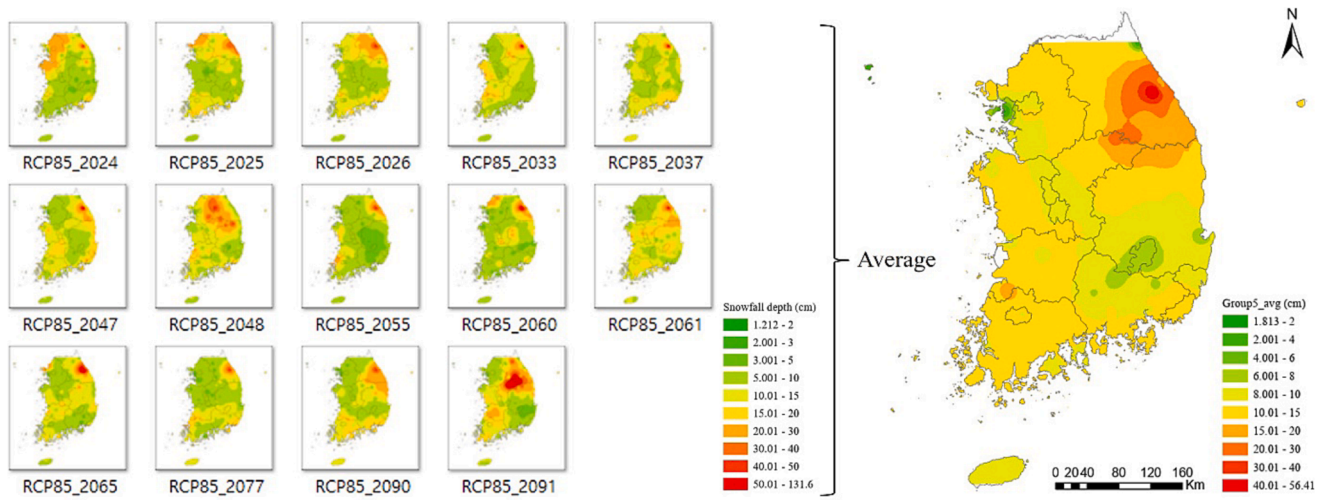 RCP85_2024
RCP85_2025
RCP85_2026
RCP85_2033
RCP85_2037
RCP85_2047
RCP85_2048
RCP85_2055
RCP85_2060
RCP85_2061
RCP85_2065
RCP85_2077
RCP85_2090
RCP85_2091
Snowfall depth (cm)
1.212 - 2
2.001 - 3
3.001 - 5
5.001 - 10
10.01 - 15
15.01 - 20
20.01 - 30
30.01 - 40
40.01 - 50
50.01 - 131.6
Average
N
Group5_avg (cm)
1.813 - 2
2.001 - 4
4.001 - 6
6.001 - 8
8.001 - 10
10.01 - 15
15.01 - 20
20.01 - 30
30.01 - 40
40.01 - 56.41
0 20 40 80 120 160
Km